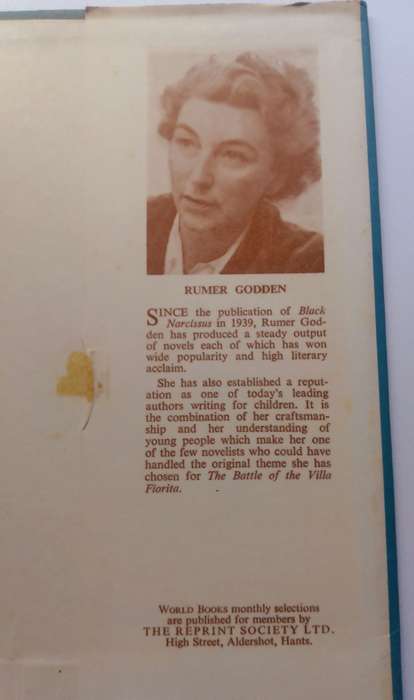 RUMER GODDEN
SINCE the publication of Black
Narcissus in 1939, Rumer God-
den has produced a steady output
of novels each of which has won
wide popularity and high literary
acclaim.
She has also established a reput-
ation as one of today's leading
authors writing for children. It is
the combination of her craftsman-
ship and her understanding of
young people which make her one
of the few novelists who could have
handled the original theme she has
chosen for The Battle of the Villa
Fiorita.
WORLD BOOKS monthly selections
are published for members by
THE REPRINT SOCIETY LTD.
High Street, Aldershot, Hants.